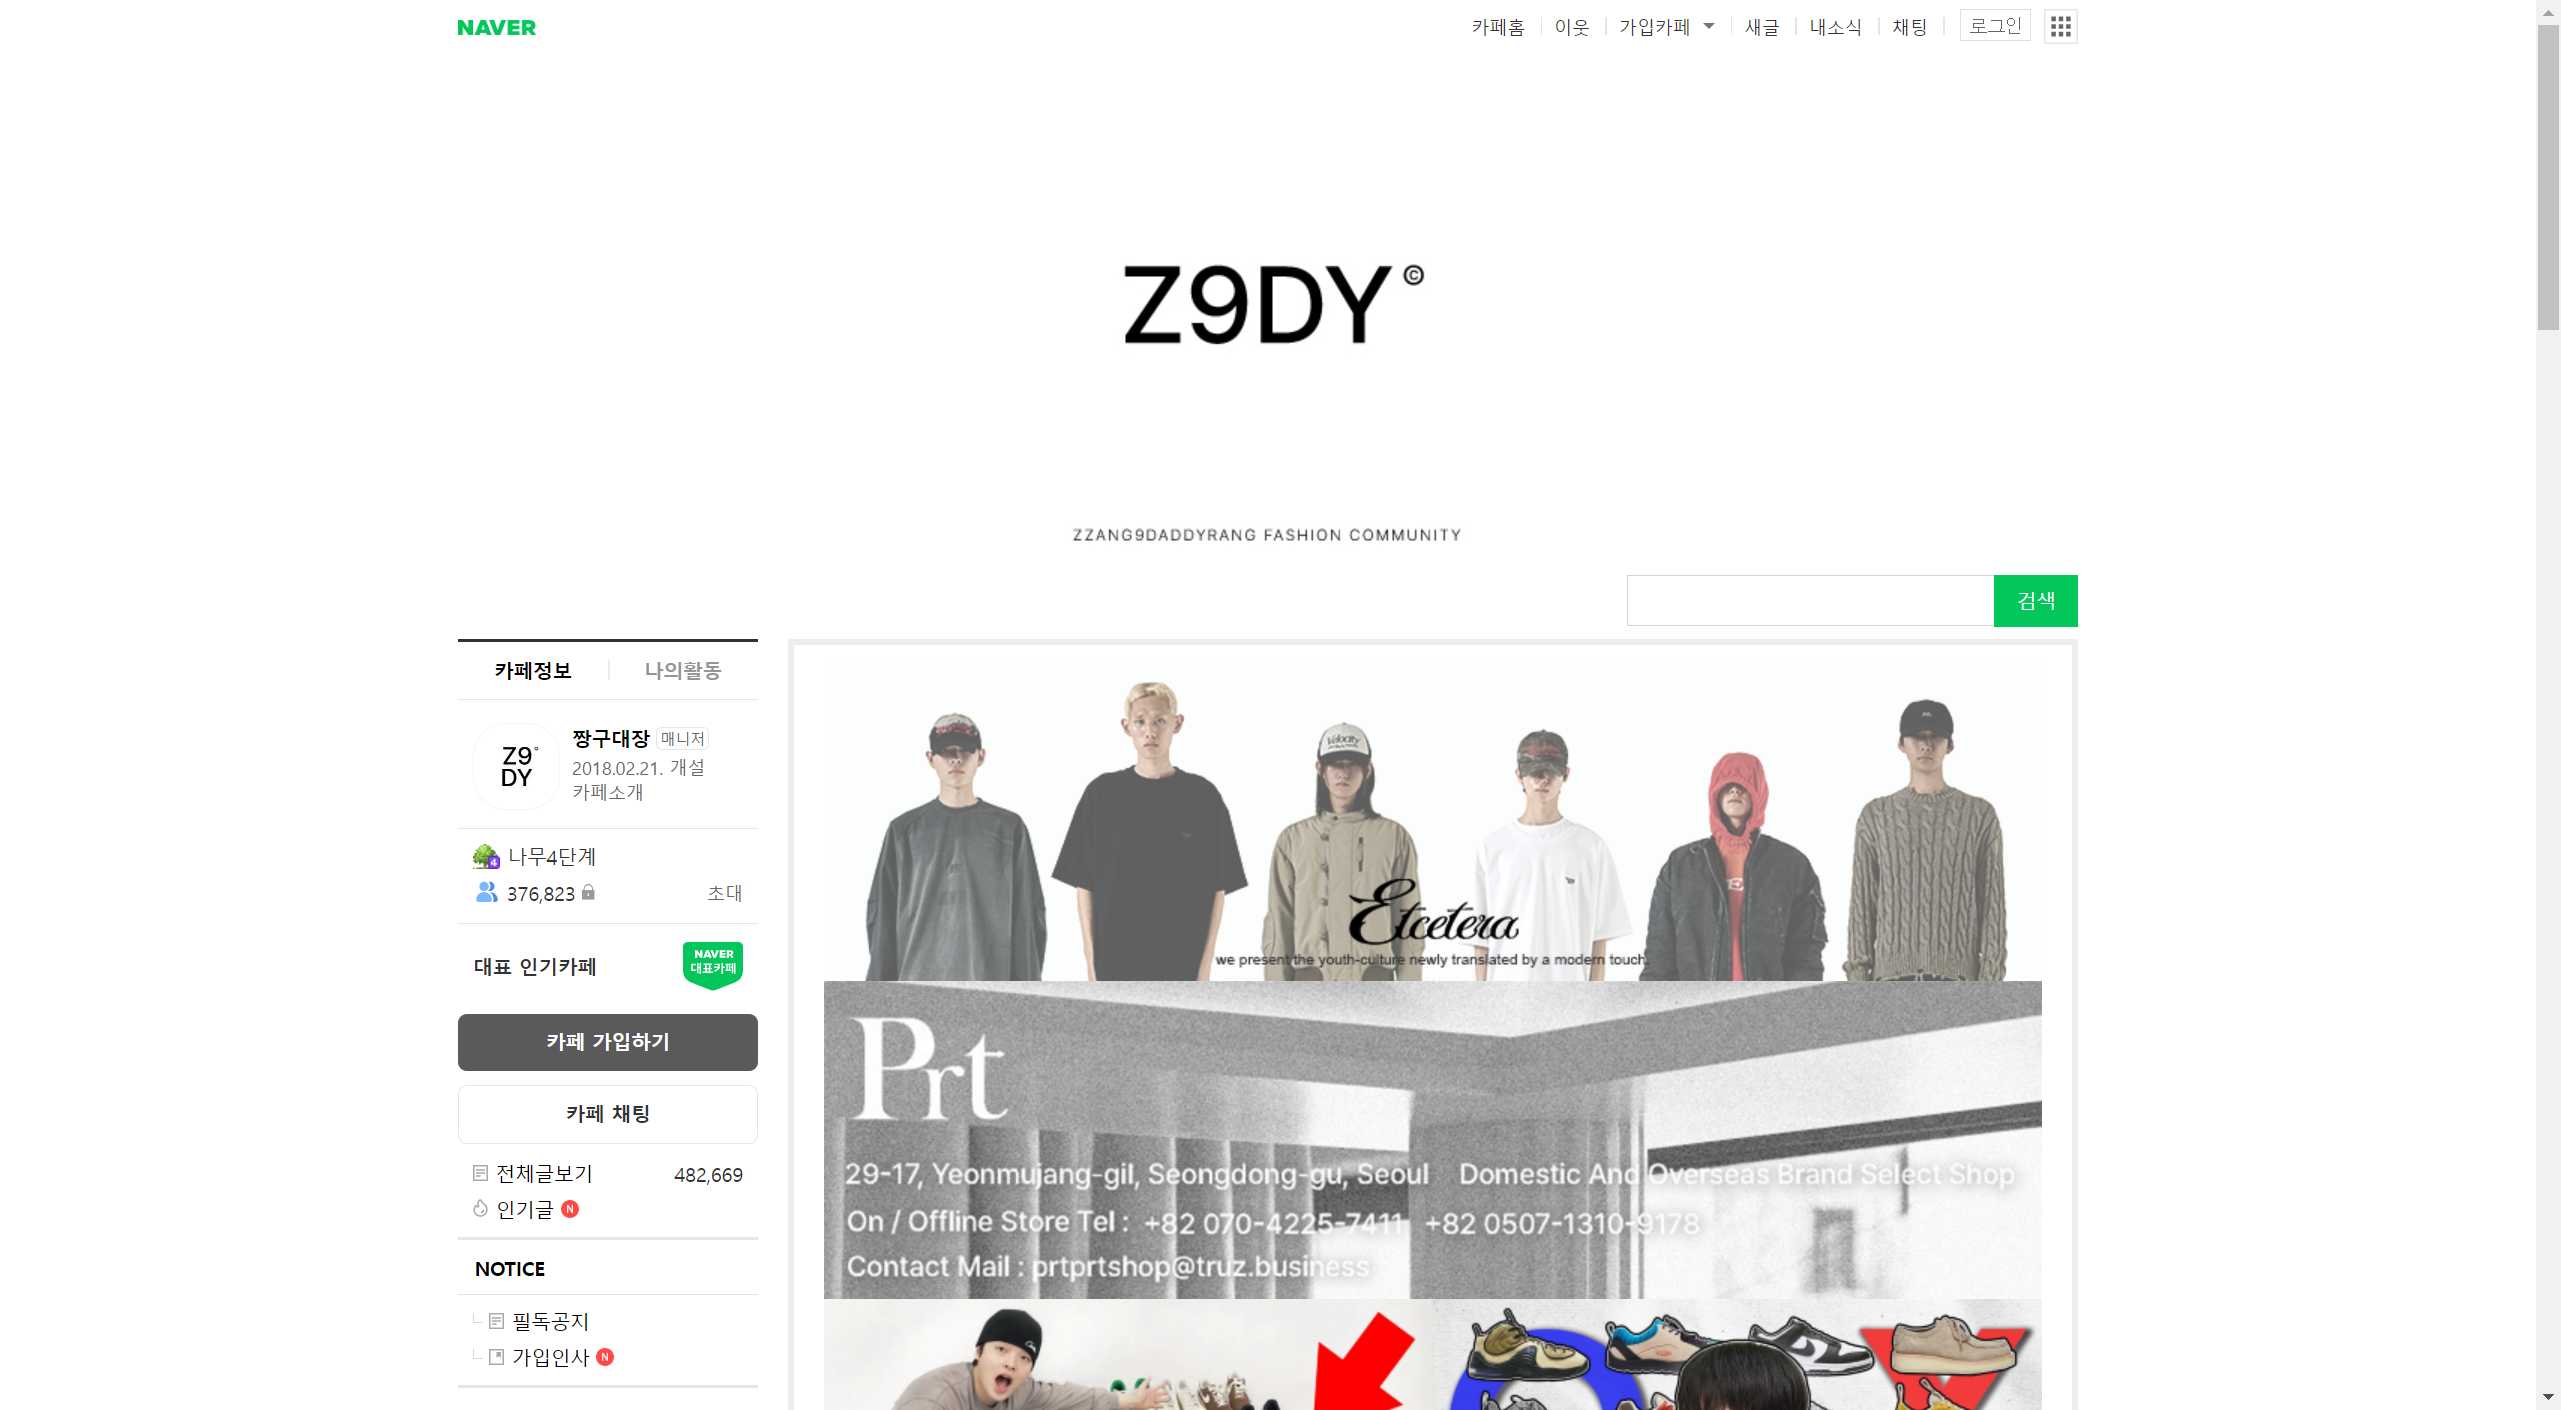 NAVER
카페홈 이웃 가입카페 새글 내소식 채팅 로그인
Z9DY©
ZZANG9DADDYRANG FASHION COMMUNITY
검색
카페정보 나의활동
Z9
DY
짱구대장 매니저
2018.02.21. 개설
카페소개
4 나무4단계
376,823 초대
대표 인기카페
NAVER
대표카페
카페 가입하기
카페 채팅
전체글보기 482,669
인기글 N
NOTICE
필독공지
가입인사 N
Velocity
Etcetera
we present the youth-culture newly translated by a modern touch.
Prt
29-17, Yeonmujang-gil, Seongdong-gu, Seoul Domestic And Overseas Brand Select Shop
On / Offline Store Tel : +82 070-4225-7411 +82 0507-1310-9178
Contact Mail : prtprtshop@truz.business